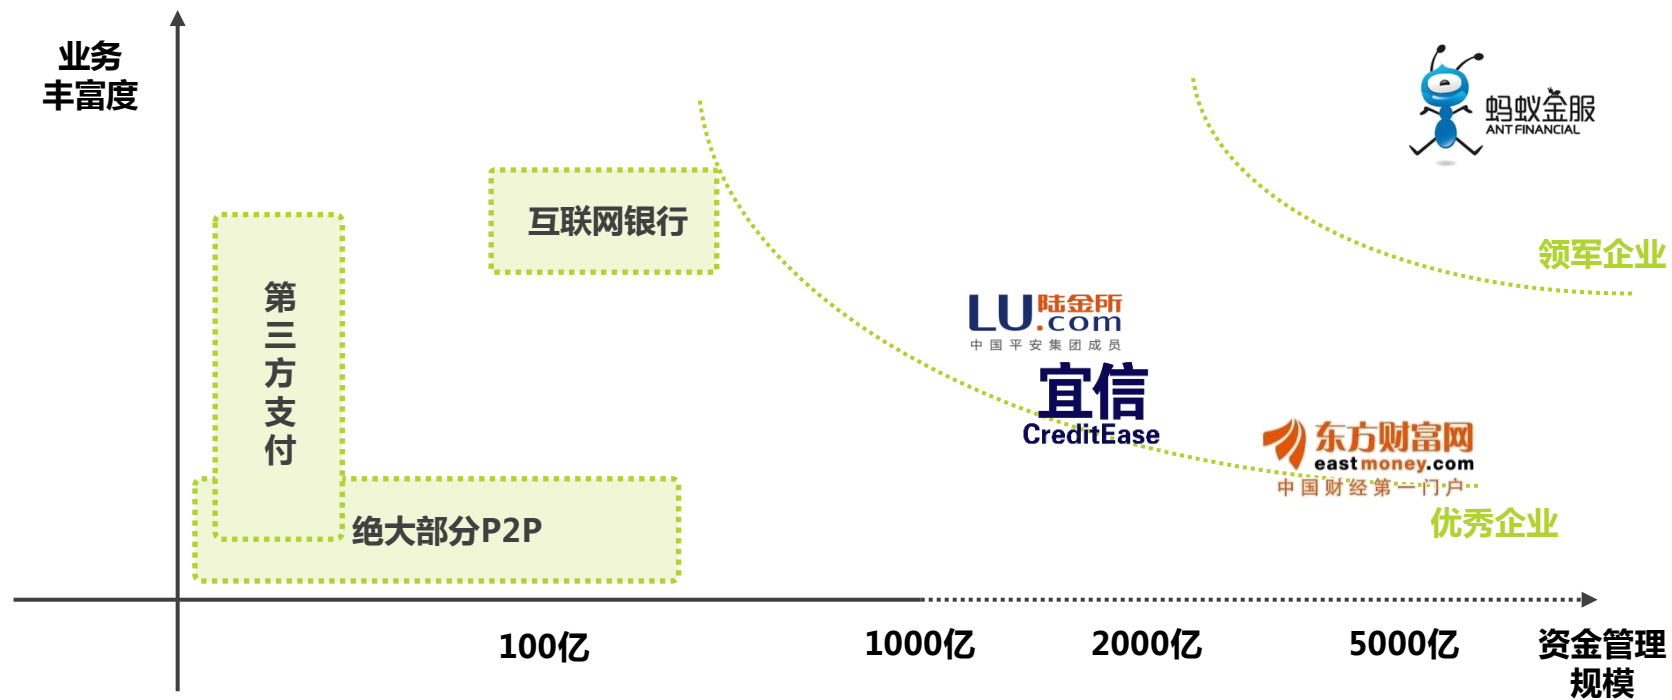 业务
丰富度
蚂蚁金服
ANT FINANCIAL
互联网银行
领军企业
第三方支付
LU陆金所
.com
中国平安集团成员
宜信
CreditEase
东方财富网
eastmoney.com
中国财经第一门户
优秀企业
绝大部分P2P
100亿
1000亿
2000亿
5000亿
资金管理
规模